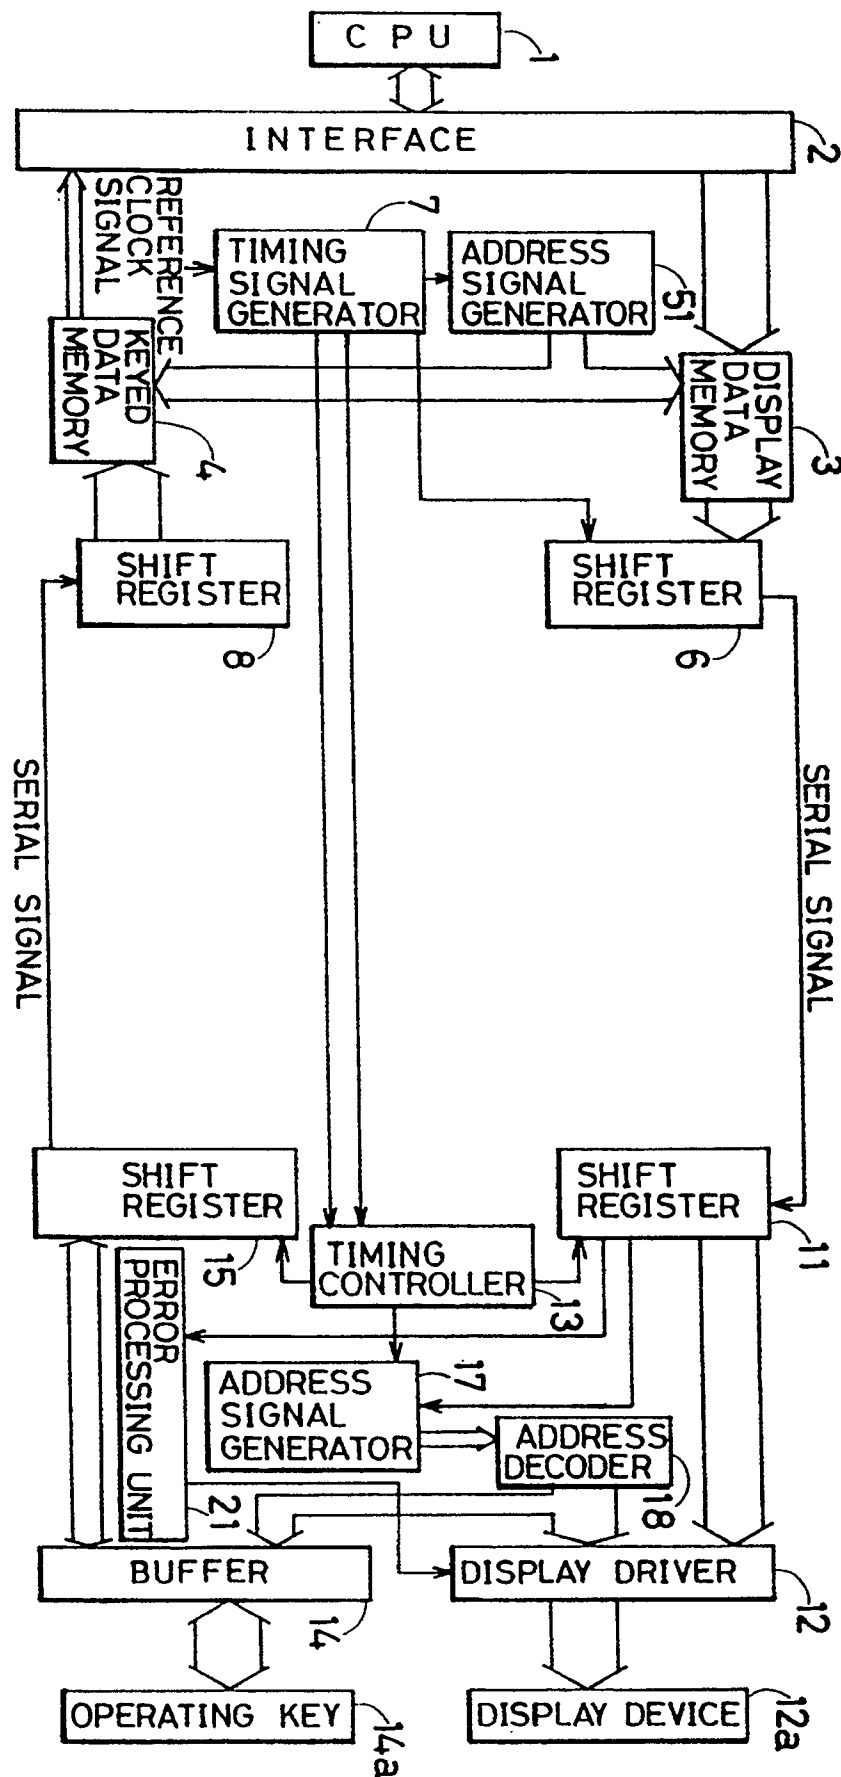 CPU
1
INTERFACE
2
REFERENCE
CLOCK
SIGNAL
7
TIMING
SIGNAL
GENERATOR
ADDRESS
SIGNAL
GENERATOR
51
KEYED
DATA
MEMORY
4
DISPLAY
DATA
MEMORY
3
SHIFT
REGISTER
8
SHIFT
REGISTER
6
SERIAL SIGNAL
SERIAL SIGNAL
SHIFT
REGISTER
15
SHIFT
REGISTER
11
TIMING
CONTROLLER
13
ERROR
PROCESSING UNIT
21
ADDRESS
SIGNAL
GENERATOR
17
ADDRESS
DECODER
18
BUFFER
14
DISPLAY DRIVER
12
OPERATING KEY
14a
DISPLAY DEVICE
12a